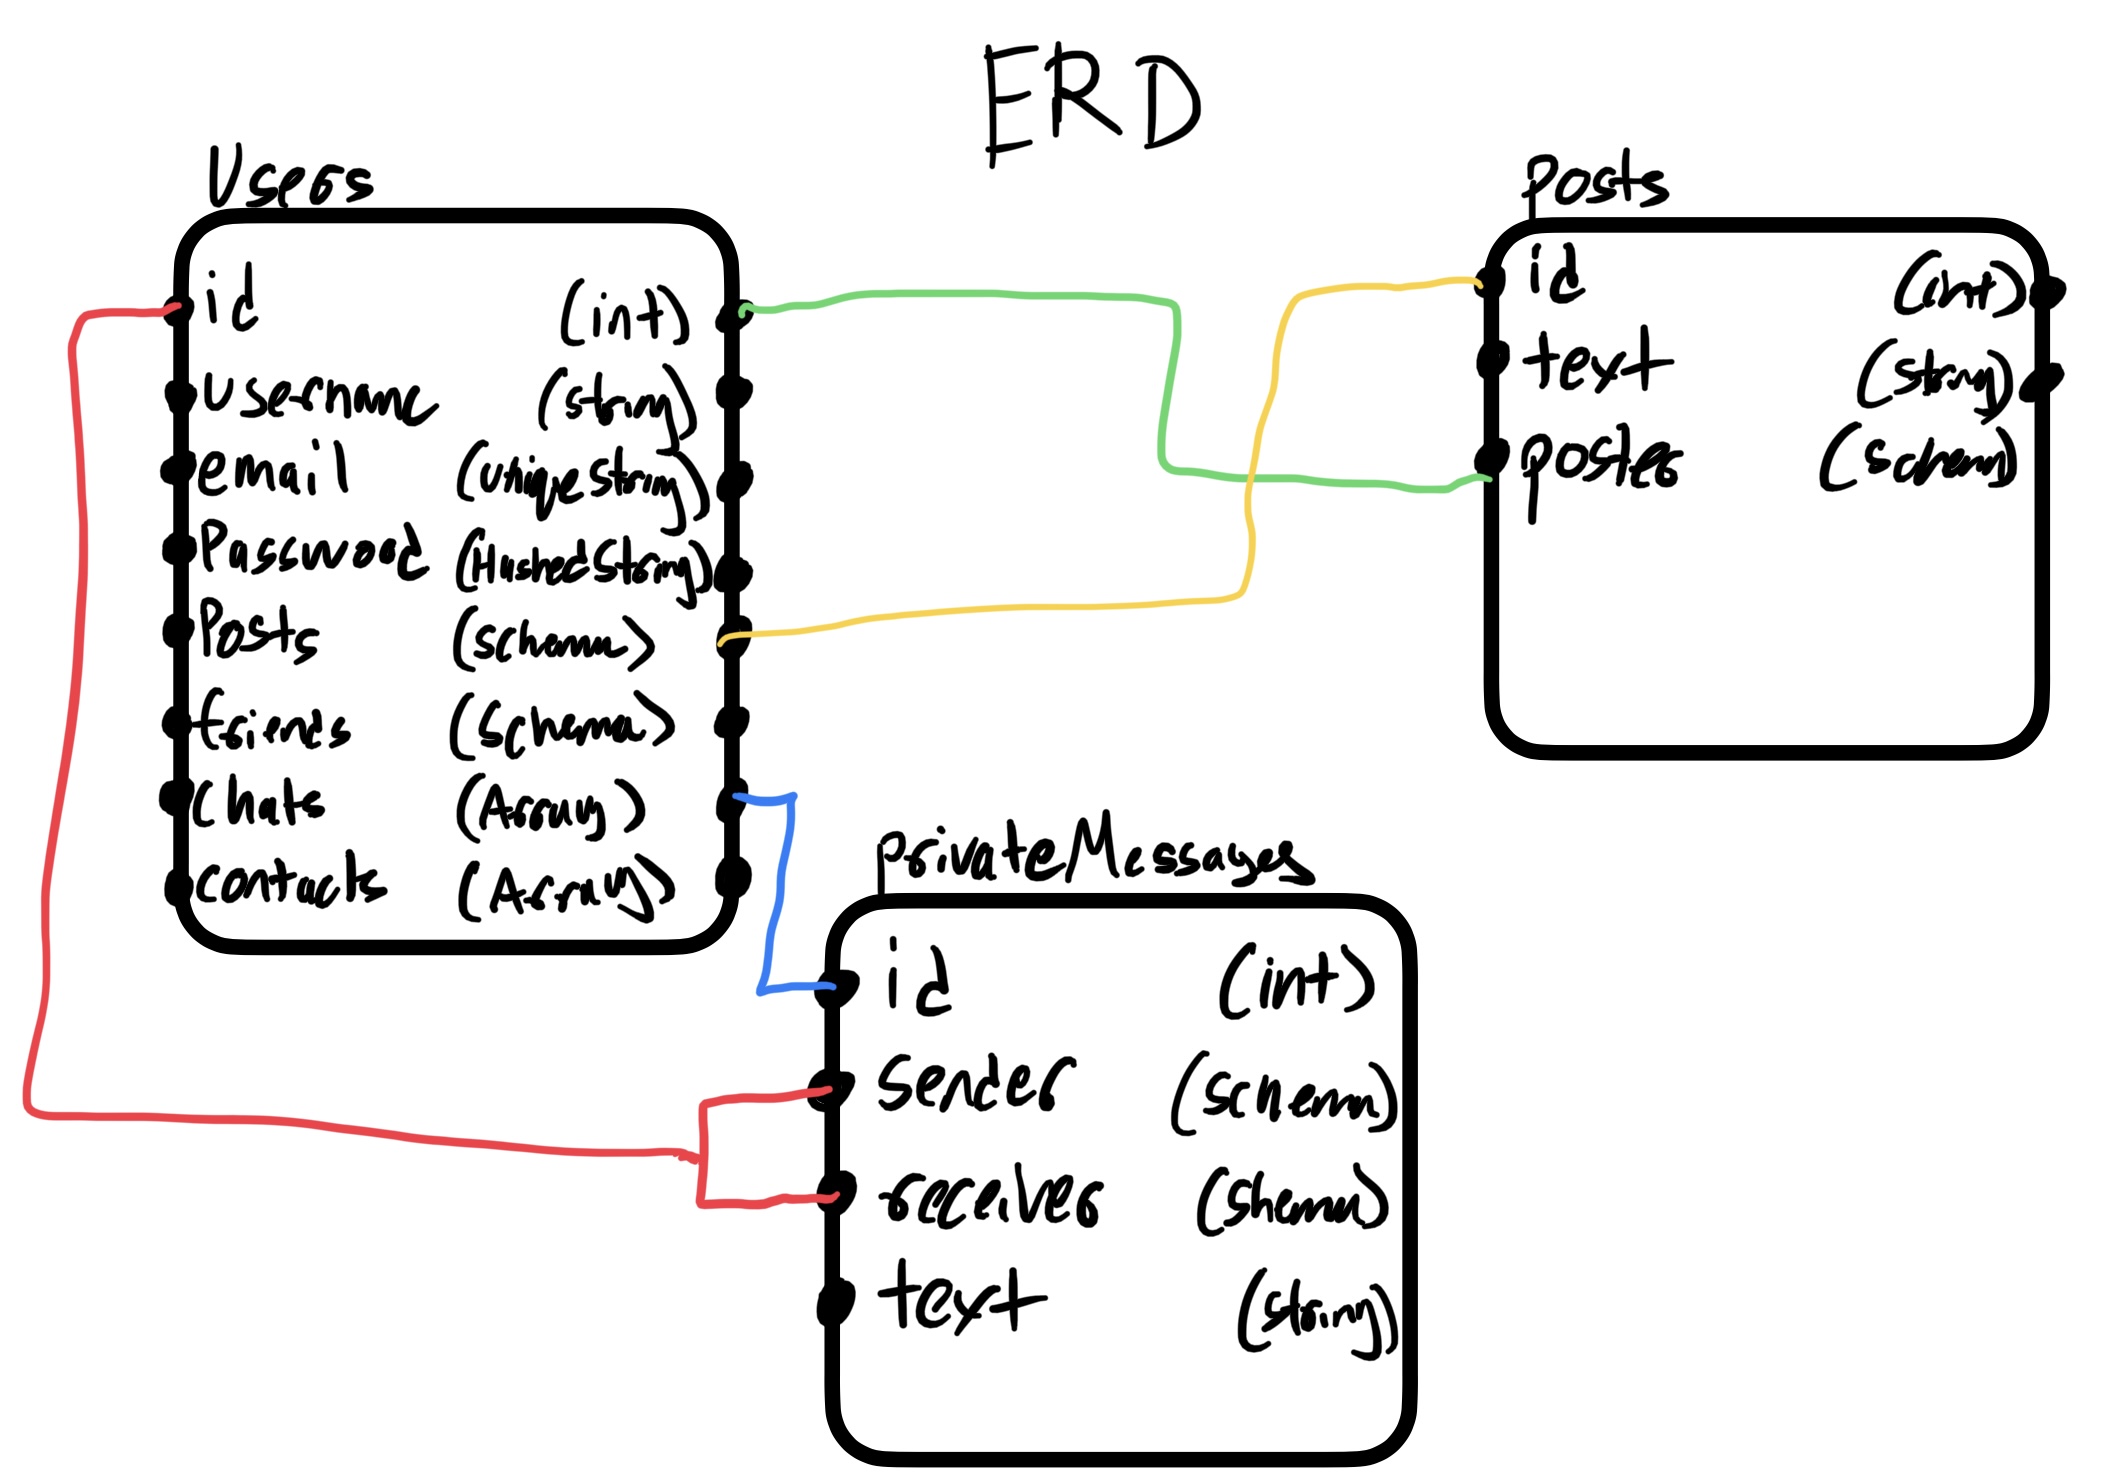 ERD
Users
id (int)
username (string)
email (unique string)
Password (Hashed String)
Posts (schema)
friends (Schema)
chats (Array)
contacts (Array)
posts
id (int)
text (string)
poster (schema)
privateMessages
id (int)
sender (schema)
receiver (shema)
text (string)